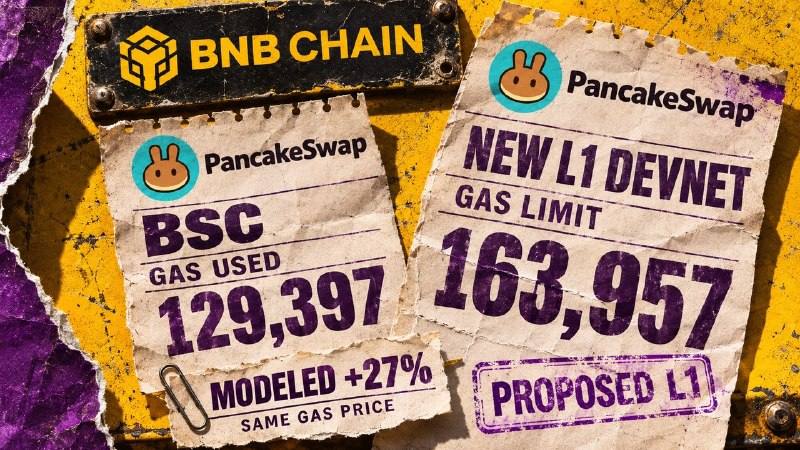 BNB CHAIN
PancakeSwap
BSC
GAS USED
129,397
MODELED +27%
SAME GAS PRICE
PancakeSwap
NEW L1 DEVNET
GAS LIMIT
163,957
PROPOSED L1